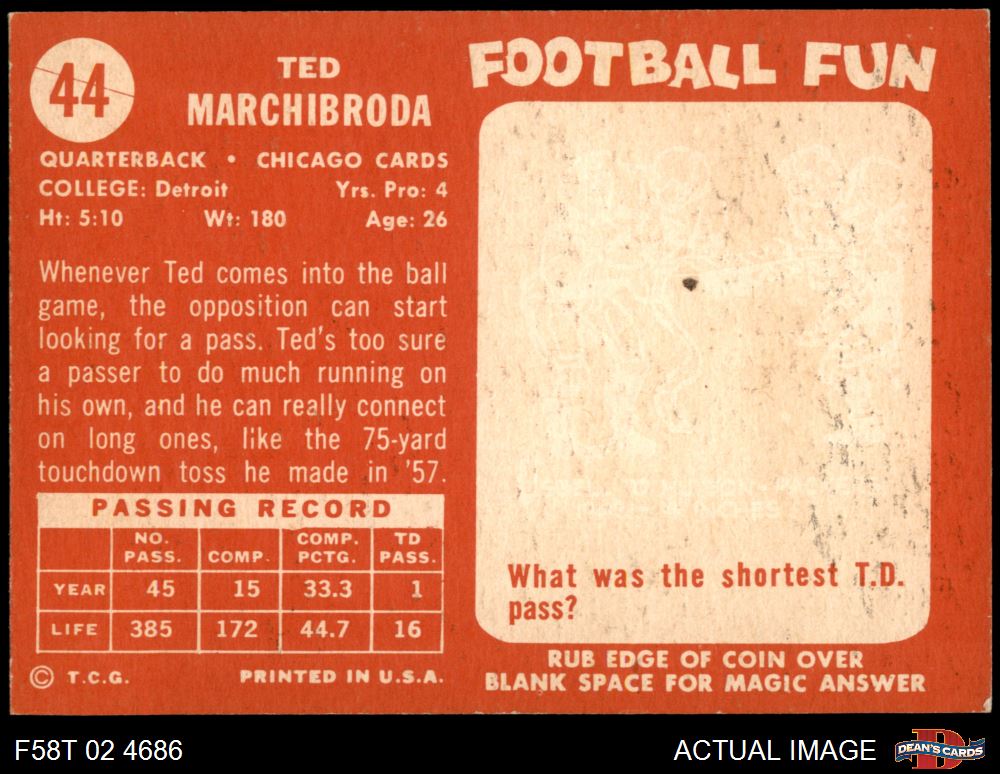 44
TED
MARCHIBRODA
QUARTERBACK • CHICAGO CARDS
COLLEGE: Detroit Yrs. Pro: 4
Ht: 5:10 Wt: 180 Age: 26
Whenever Ted comes into the ball
game, the opposition can start
looking for a pass. Ted's too sure
a passer to do much running on
his own, and he can really connect
on long ones, like the 75-yard
touchdown toss he made in '57.
PASSING RECORD
NO. PASS. COMP. COMP. PCTG. TD PASS.
YEAR 45 15 33.3 1
LIFE 385 172 44.7 16
© T.C.G. PRINTED IN U.S.A.
FOOTBALL FUN
What was the shortest T.D.
pass?
RUB EDGE OF COIN OVER
BLANK SPACE FOR MAGIC ANSWER
F58T 02 4686
ACTUAL IMAGE
DEAN'S CARDS